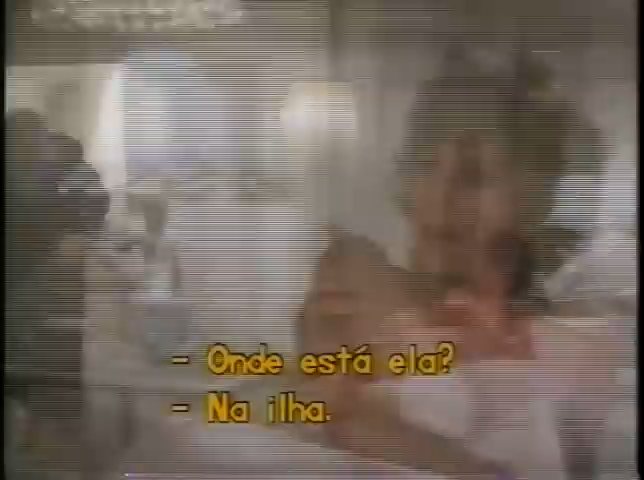 - Onde está ela?
- Na ilha.